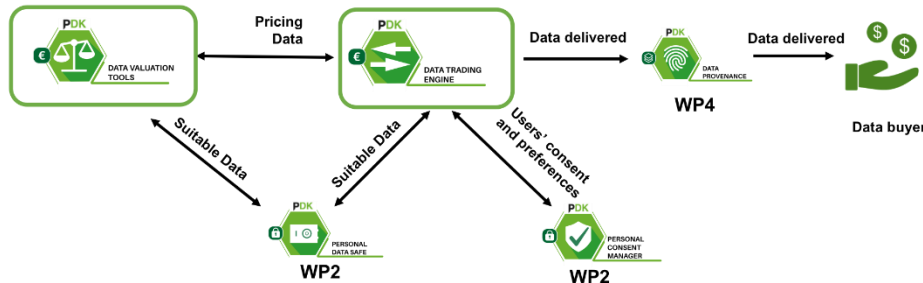 Pricing
Data
PDK
€
DATA VALUATION
TOOLS
PDK
€
DATA TRADING
ENGINE
Data delivered
PDK
DATA
PROVENANCE
WP4
Data delivered
$
$
Data buyer
Suitable Data
Suitable Data
Users' consent
and preferences
PDK
PERSONAL
DATA SAFE
WP2
PDK
PERSONAL
CONSENT
MANAGER
WP2